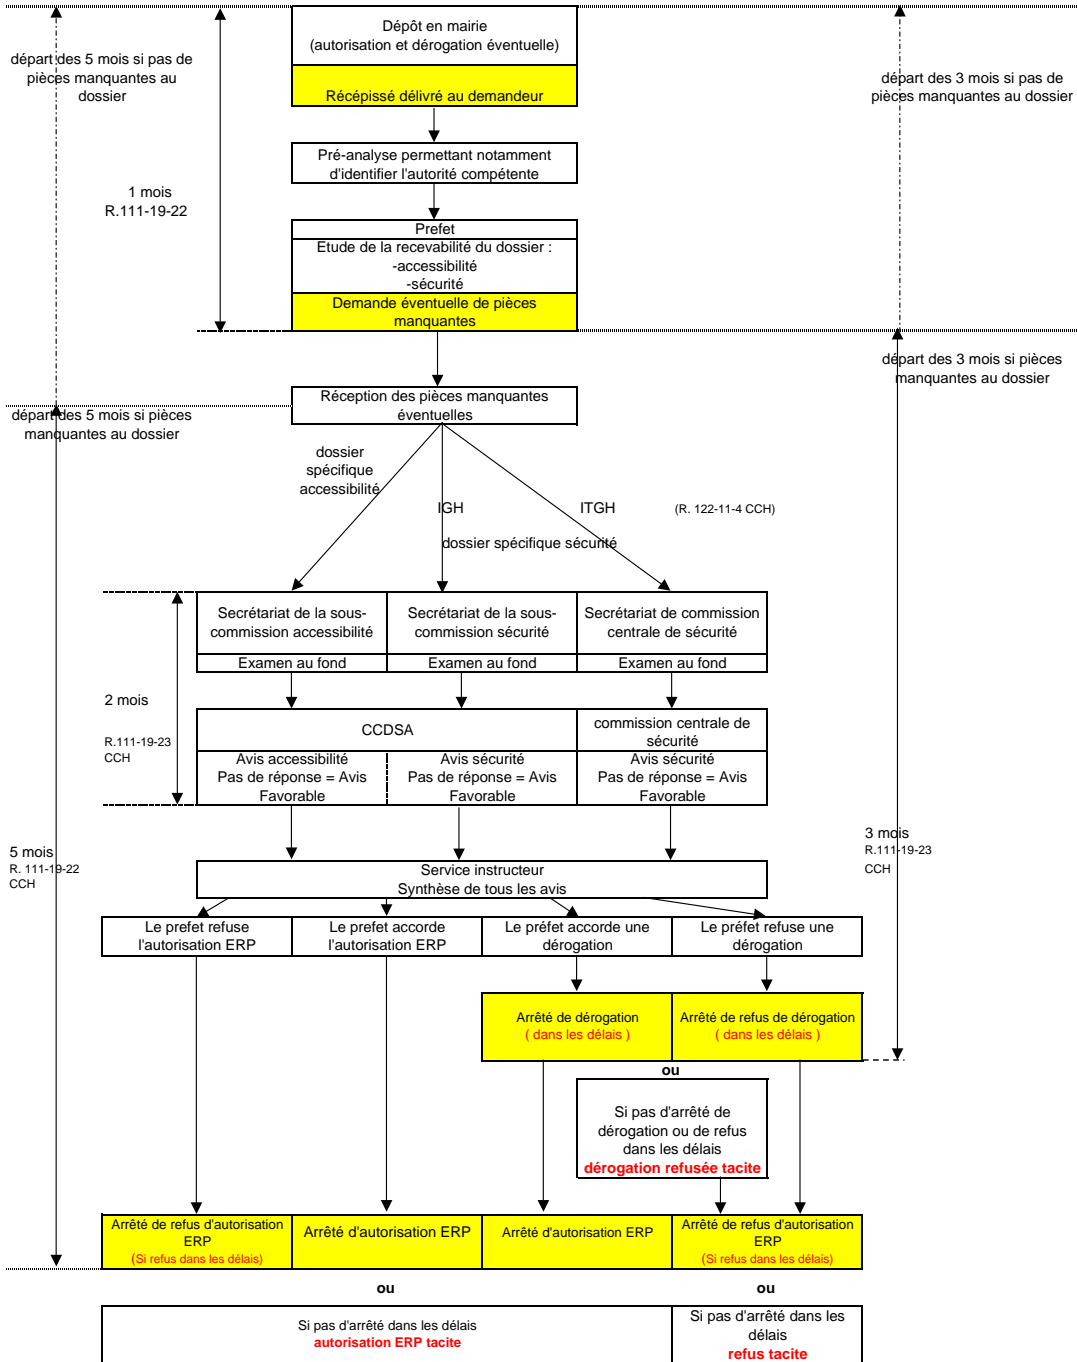 Dépôt en mairie
(autorisation et dérogation éventuelle)
départ des 5 mois si pas de
pièces manquantes au
dossier
départ des 3 mois si pas de
pièces manquantes au dossier
Récépissé délivré au demandeur
Pré-analyse permettant notamment
d'identifier l'autorité compétente
1 mois
R.111-19-22
Prefet
Etude de la recevabilité du dossier :
-accessibilité
-sécurité
Demande éventuelle de pièces
manquantes
départ des 3 mois si pièces
manquantes au dossier
Réception des pièces manquantes
éventuelles
départ des 5 mois si pièces
manquantes au dossier
dossier
spécifique
accessibilité
IGH
ITGH
(R. 122-11-4 CCH)
dossier spécifique sécurité
Secrétariat de la sous-
commission accessibilité
Secrétariat de la sous-
commission sécurité
Secrétariat de commission
centrale de sécurité
Examen au fond
Examen au fond
Examen au fond
2 mois
R.111-19-23
CCH
CCDSA
commission centrale de
sécurité
Avis accessibilité
Pas de réponse = Avis
Favorable
Avis sécurité
Pas de réponse = Avis
Favorable
Avis sécurité
Pas de réponse = Avis
Favorable
5 mois
R. 111-19-22
CCH
3 mois
R.111-19-23
CCH
Service instructeur
Synthèse de tous les avis
Le prefet refuse
l'autorisation ERP
Le prefet accorde
l'autorisation ERP
Le préfet accorde une
dérogation
Le préfet refuse une
dérogation
Arrêté de dérogation
( dans les délais )
Arrêté de refus de dérogation
( dans les délais )
ou
Si pas d'arrêté de
dérogation ou de refus
dans les délais
dérogation refusée tacite
Arrêté de refus d'autorisation
ERP
(Si refus dans les délais)
Arrêté d'autorisation ERP
Arrêté d'autorisation ERP
Arrêté de refus d'autorisation
ERP
(Si refus dans les délais)
ou
ou
Si pas d'arrêté dans les délais
autorisation ERP tacite
Si pas d'arrêté dans les
délais
refus tacite